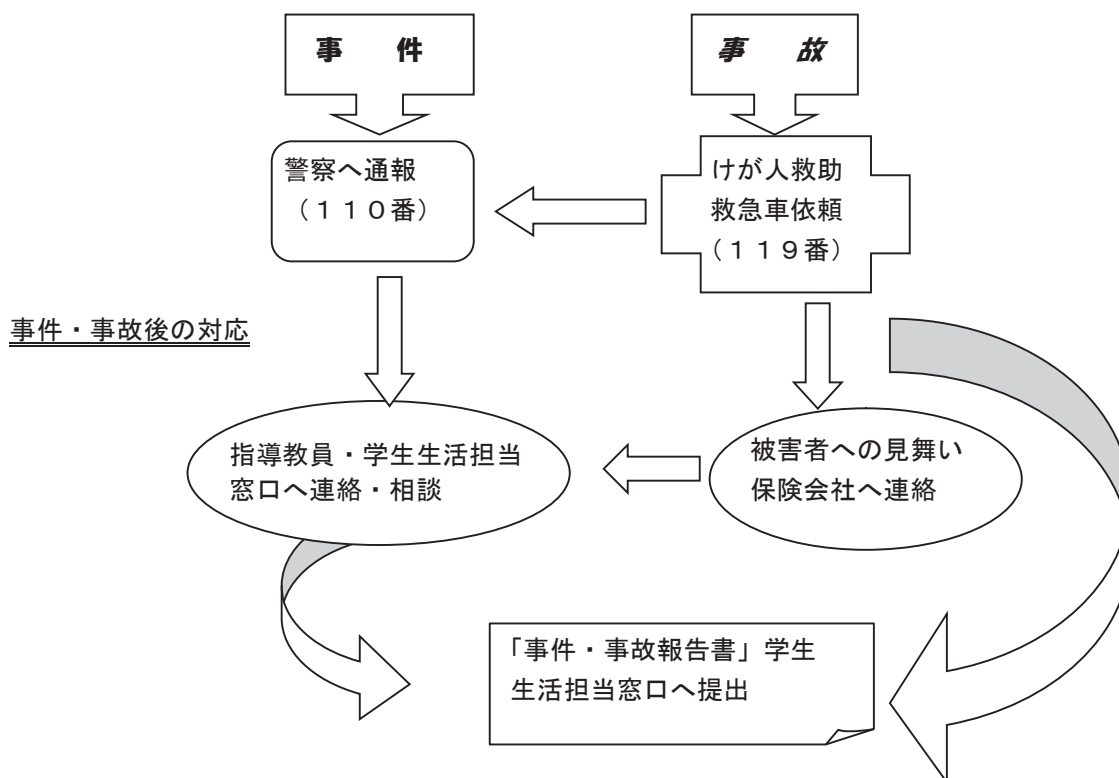 事　件
事　故
警察へ通報
（１１０番）
けが人救助
救急車依頼
（１１９番）
事件・事故後の対応
指導教員・学生生活担当
窓口へ連絡・相談
被害者への見舞い
保険会社へ連絡
「事件・事故報告書」学生
生活担当窓口へ提出